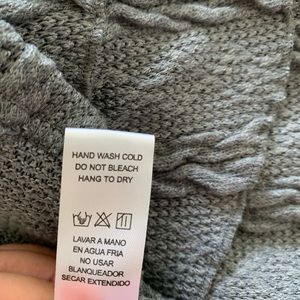 HAND WASH COLD
DO NOT BLEACH
HANG TO DRY
LAVAR A MANO
EN AGUA FRIA
NO USAR
BLANQUEADOR
SECAR EXTENDIDO